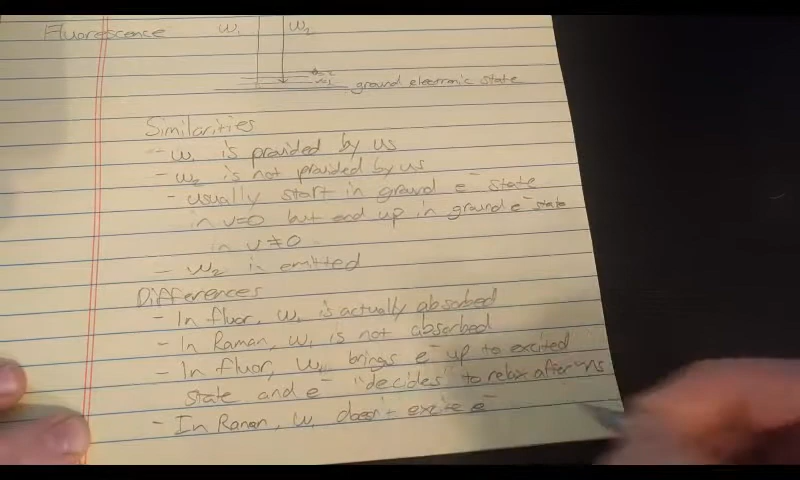 Fluorescence ω₁ ω₂
ground electronic state
Similarities
- ω₁ is provided by us
- ω₂ is not provided by us
- usually start in ground e⁻ state
in v=0 but end up in ground e⁻ state
in v≠0
- ω₂ is emitted
Differences
- In fluor, ω₁ is actually absorbed
- In Raman, ω₁ is not absorbed
- In fluor, ω₁ brings e⁻ up to excited
state and e⁻ "decides" to relax after ~ns
- In Raman, ω₁ doesn't excite e⁻